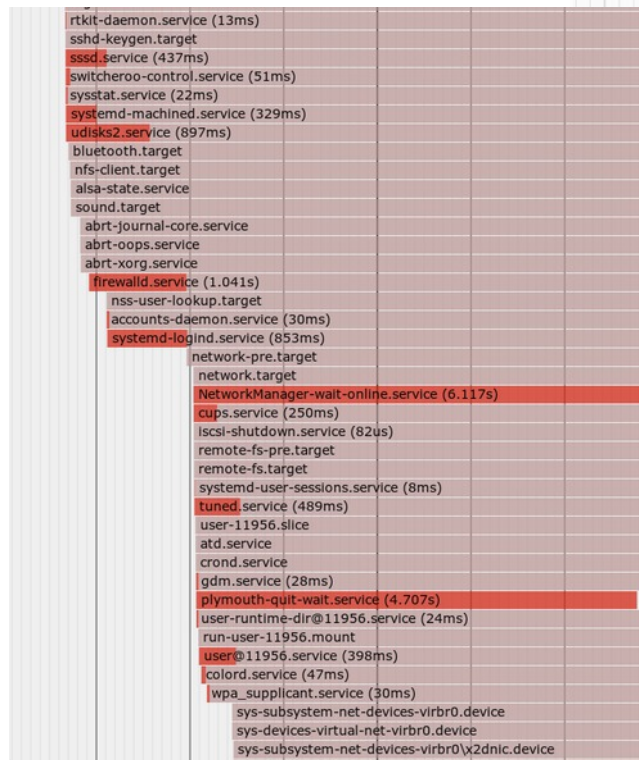 rtkit-daemon.service (13ms)
sshd-keygen.target
sssd.service (437ms)
switcheroo-control.service (51ms)
sysstat.service (22ms)
systemd-machined.service (329ms)
udisks2.service (897ms)
bluetooth.target
nfs-client.target
alsa-state.service
sound.target
abrt-journal-core.service
abrt-oops.service
abrt-xorg.service
firewalld.service (1.041s)
nss-user-lookup.target
accounts-daemon.service (30ms)
systemd-logind.service (853ms)
network-pre.target
network.target
NetworkManager-wait-online.service (6.117s)
cups.service (250ms)
iscsi-shutdown.service (82us)
remote-fs-pre.target
remote-fs.target
systemd-user-sessions.service (8ms)
tuned.service (489ms)
user-11956.slice
atd.service
crond.service
gdm.service (28ms)
plymouth-quit-wait.service (4.707s)
user-runtime-dir@11956.service (24ms)
run-user-11956.mount
user@11956.service (398ms)
colord.service (47ms)
wpa_supplicant.service (30ms)
sys-subsystem-net-devices-virbr0.device
sys-devices-virtual-net-virbr0.device
sys-subsystem-net-devices-virbr0\x2dnic.device